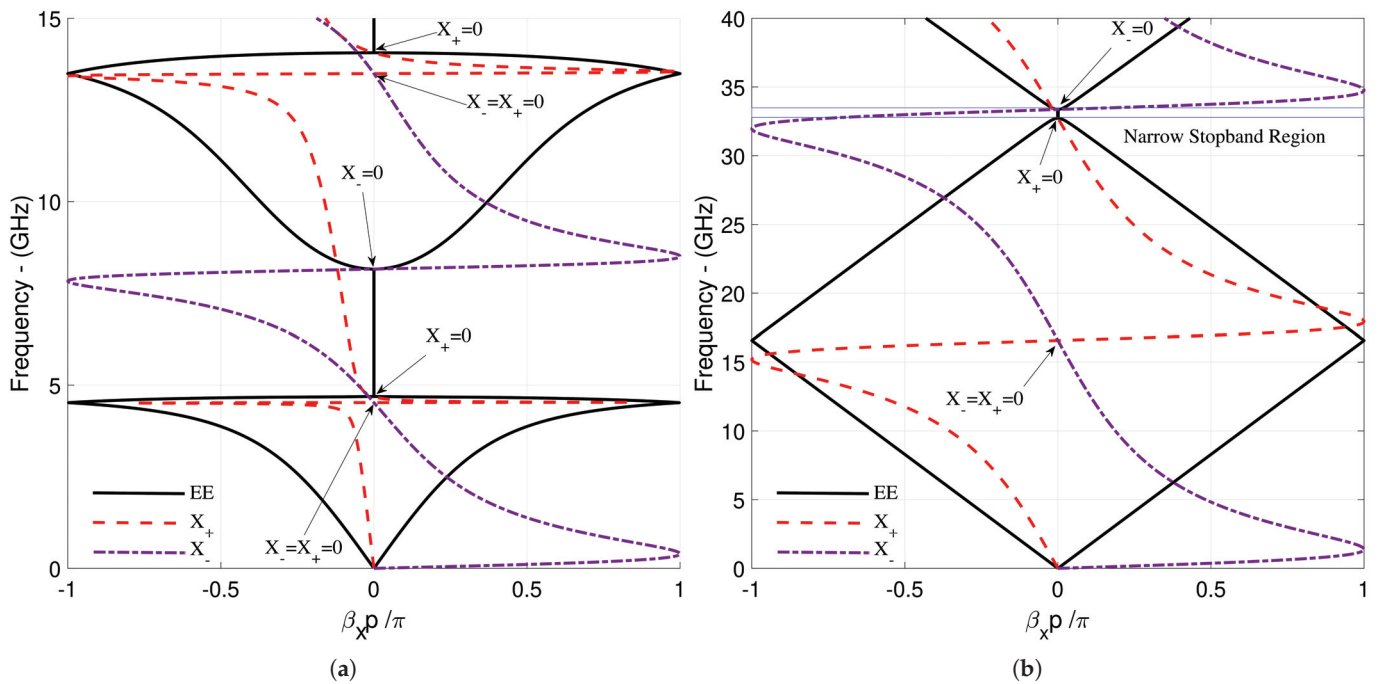 15
10
5
0
Frequency - (GHz)
X₊=0
X₋=X₊=0
X₋=0
X₊=0
X₋=X₊=0
EE
X₊
X₋
-1
-0.5
0
0.5
1
βₓp /π
(a)
40
35
30
25
20
15
10
5
0
Frequency - (GHz)
X₋=0
Narrow Stopband Region
X₊=0
X₋=X₊=0
EE
X₊
X₋
-1
-0.5
0
0.5
1
βₓp /π
(b)